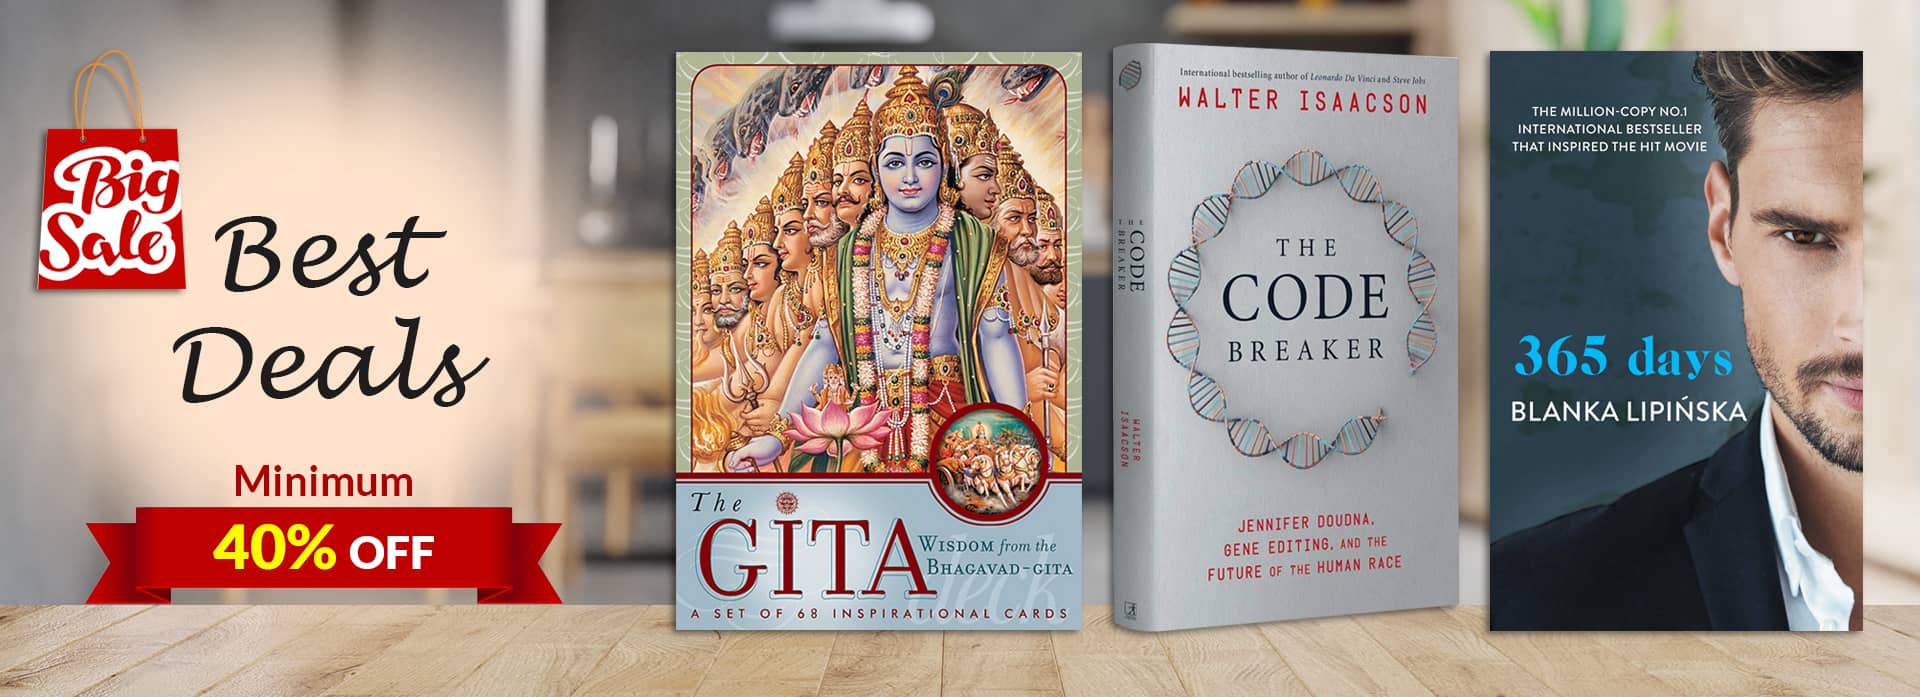 Big
Sale
Best
Deals
Minimum
40% OFF
The
GITA
WISDOM from the
BHAGAVAD-GITA
deck
A SET OF 68 INSPIRATIONAL CARDS
THE
CODE
BREAKER
WALTER
ISAACSON
International bestselling author of Leonardo Da Vinci and Steve Jobs
WALTER ISAACSON
THE
CODE
BREAKER
JENNIFER DOUDNA,
GENE EDITING, AND THE
FUTURE OF THE HUMAN RACE
THE MILLION-COPY NO.1
INTERNATIONAL BESTSELLER
THAT INSPIRED THE HIT MOVIE
365 days
BLANKA LIPIŃSKA